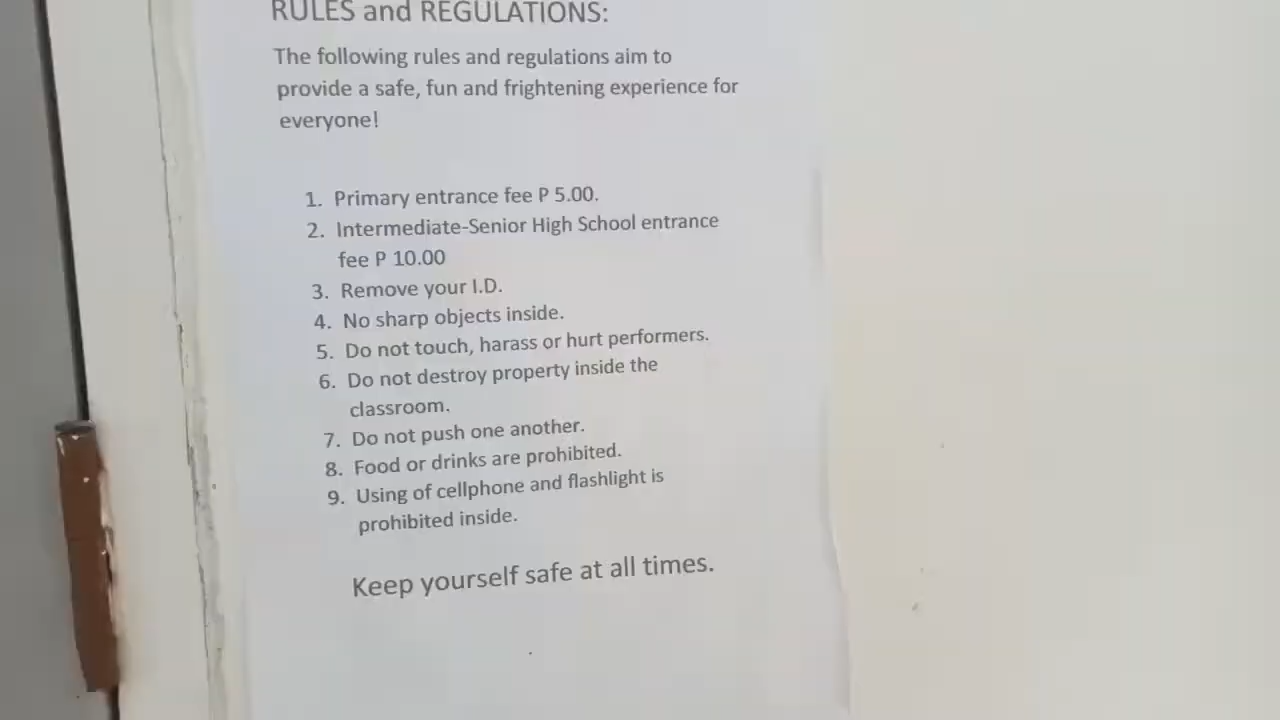 RULES and REGULATIONS:
The following rules and regulations aim to
provide a safe, fun and frightening experience for
everyone!
1. Primary entrance fee P 5.00.
2. Intermediate-Senior High School entrance
fee P 10.00
3. Remove your I.D.
4. No sharp objects inside.
5. Do not touch, harass or hurt performers.
6. Do not destroy property inside the
classroom.
7. Do not push one another.
8. Food or drinks are prohibited.
9. Using of cellphone and flashlight is
prohibited inside.
Keep yourself safe at all times.